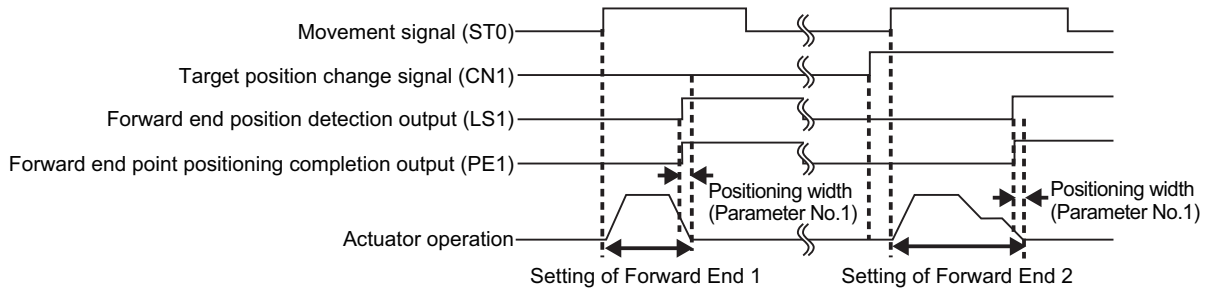 Movement signal (ST0)
Target position change signal (CN1)
Forward end position detection output (LS1)
Forward end point positioning completion output (PE1)
Positioning width
(Parameter No.1)
Positioning width
(Parameter No.1)
Actuator operation
Setting of Forward End 1
Setting of Forward End 2